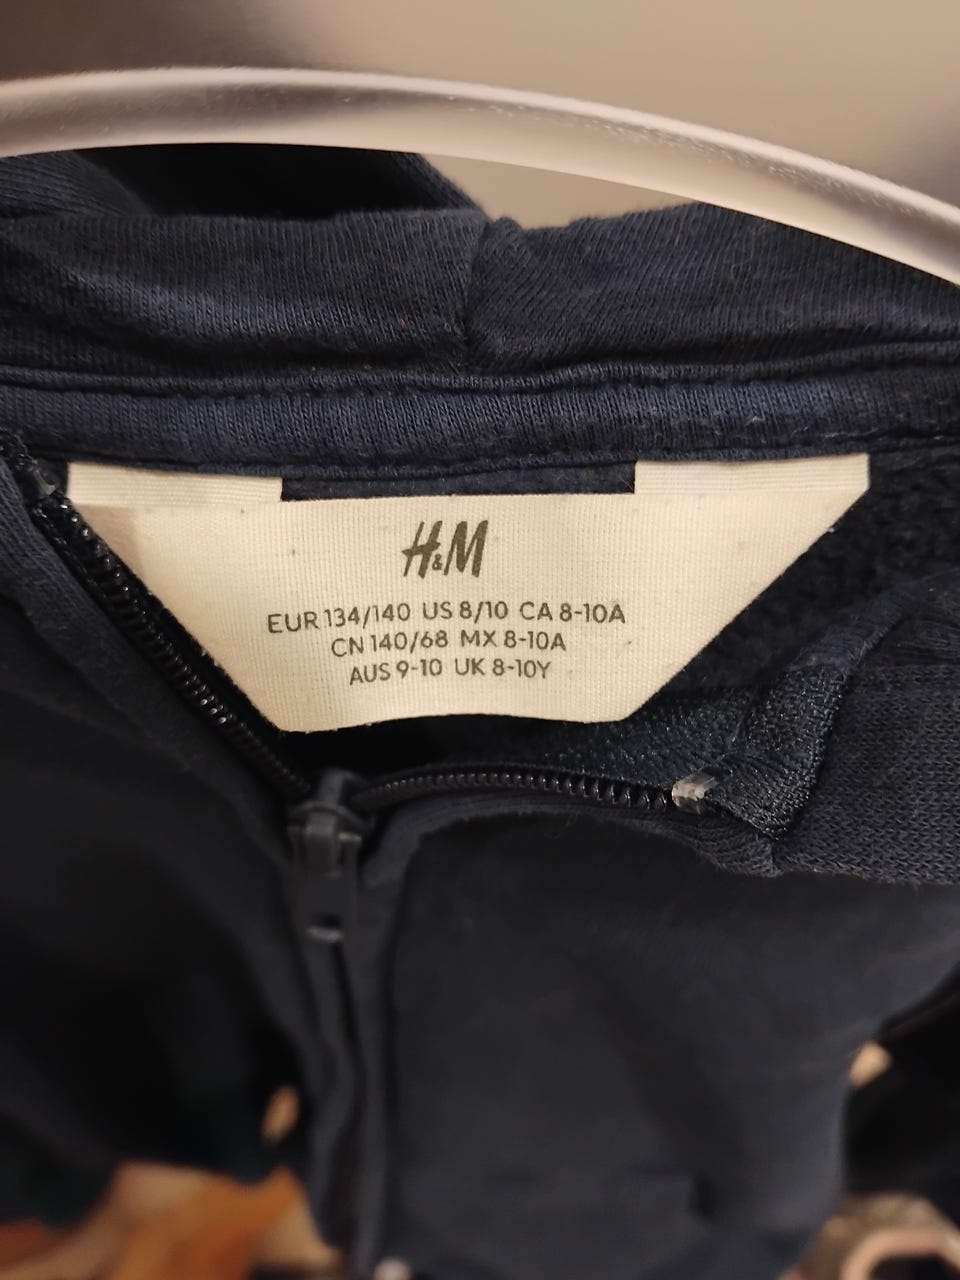 H&M
EUR 134/140 US 8/10 CA 8-10A
CN 140/68 MX 8-10A
AUS 9-10 UK 8-10Y